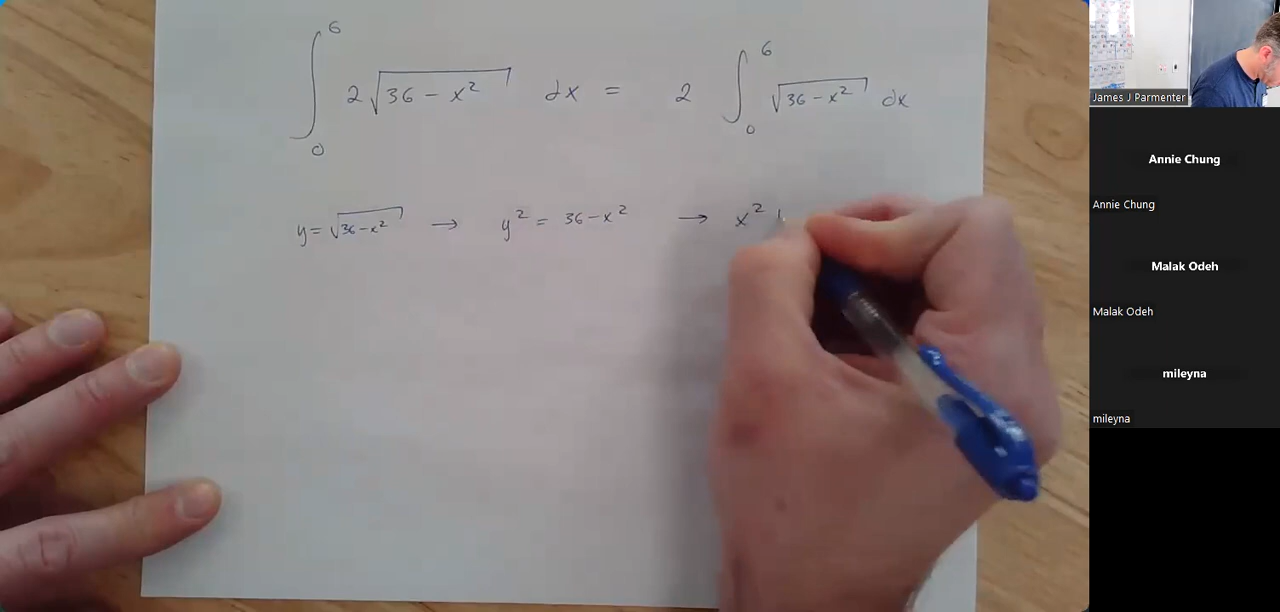 ∫₀⁶ 2√(36 − x²) dx = 2 ∫₀⁶ √(36 − x²) dx
y = √(36 − x²) → y² = 36 − x² → x²
James J Parmenter
Annie Chung
Annie Chung
Malak Odeh
Malak Odeh
mileyna
mileyna